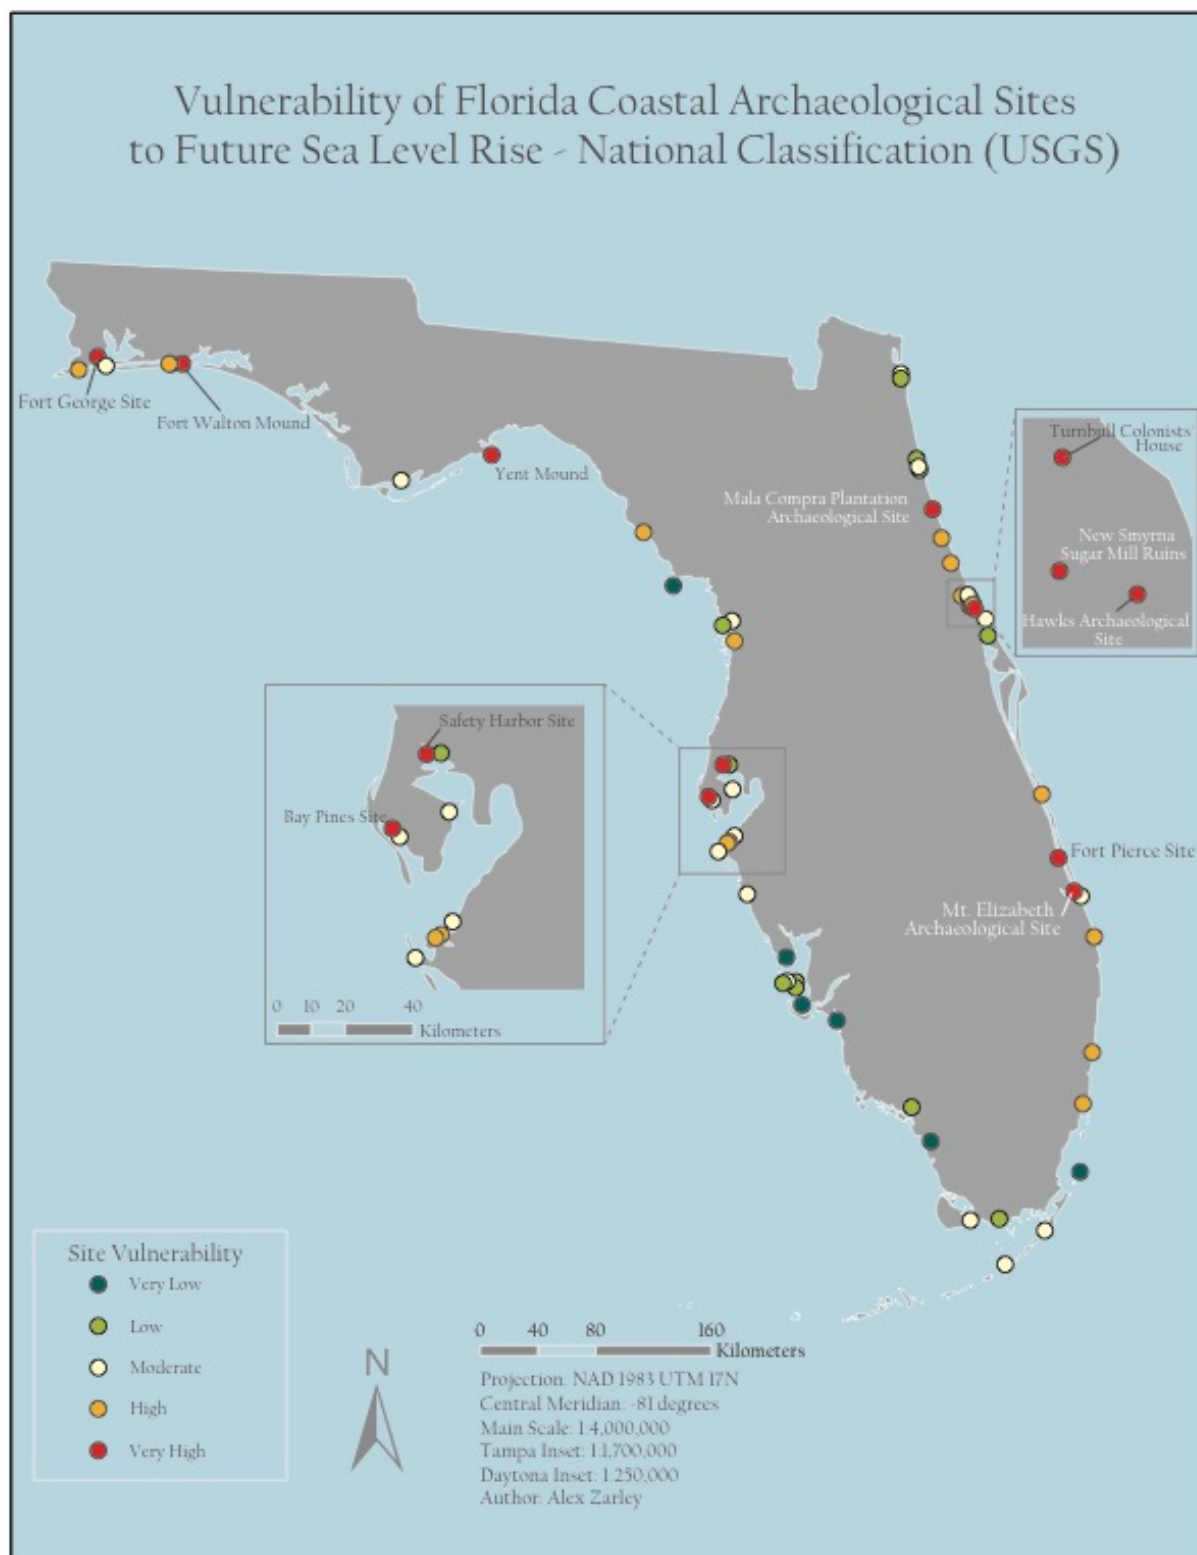 Vulnerability of Florida Coastal Archaeological Sites
to Future Sea Level Rise - National Classification (USGS)
Fort George Site
Fort Walton Mound
Yent Mound
Mala Compra Plantation
Archaeological Site
Turnbull Colonists'
House
New Smyrna
Sugar Mill Ruins
Hawks Archaeological
Site
Safety Harbor Site
Bay Pines Site
0 10 20 40
Kilometers
Fort Pierce Site
Mt. Elizabeth
Archaeological Site
Site Vulnerability
Very Low
Low
Moderate
High
Very High
N
0 40 80 160
Kilometers
Projection: NAD 1983 UTM 17N
Central Meridian: -81 degrees
Main Scale: 1:4,000,000
Tampa Inset: 1:1,700,000
Daytona Inset: 1:250,000
Author: Alex Zarley